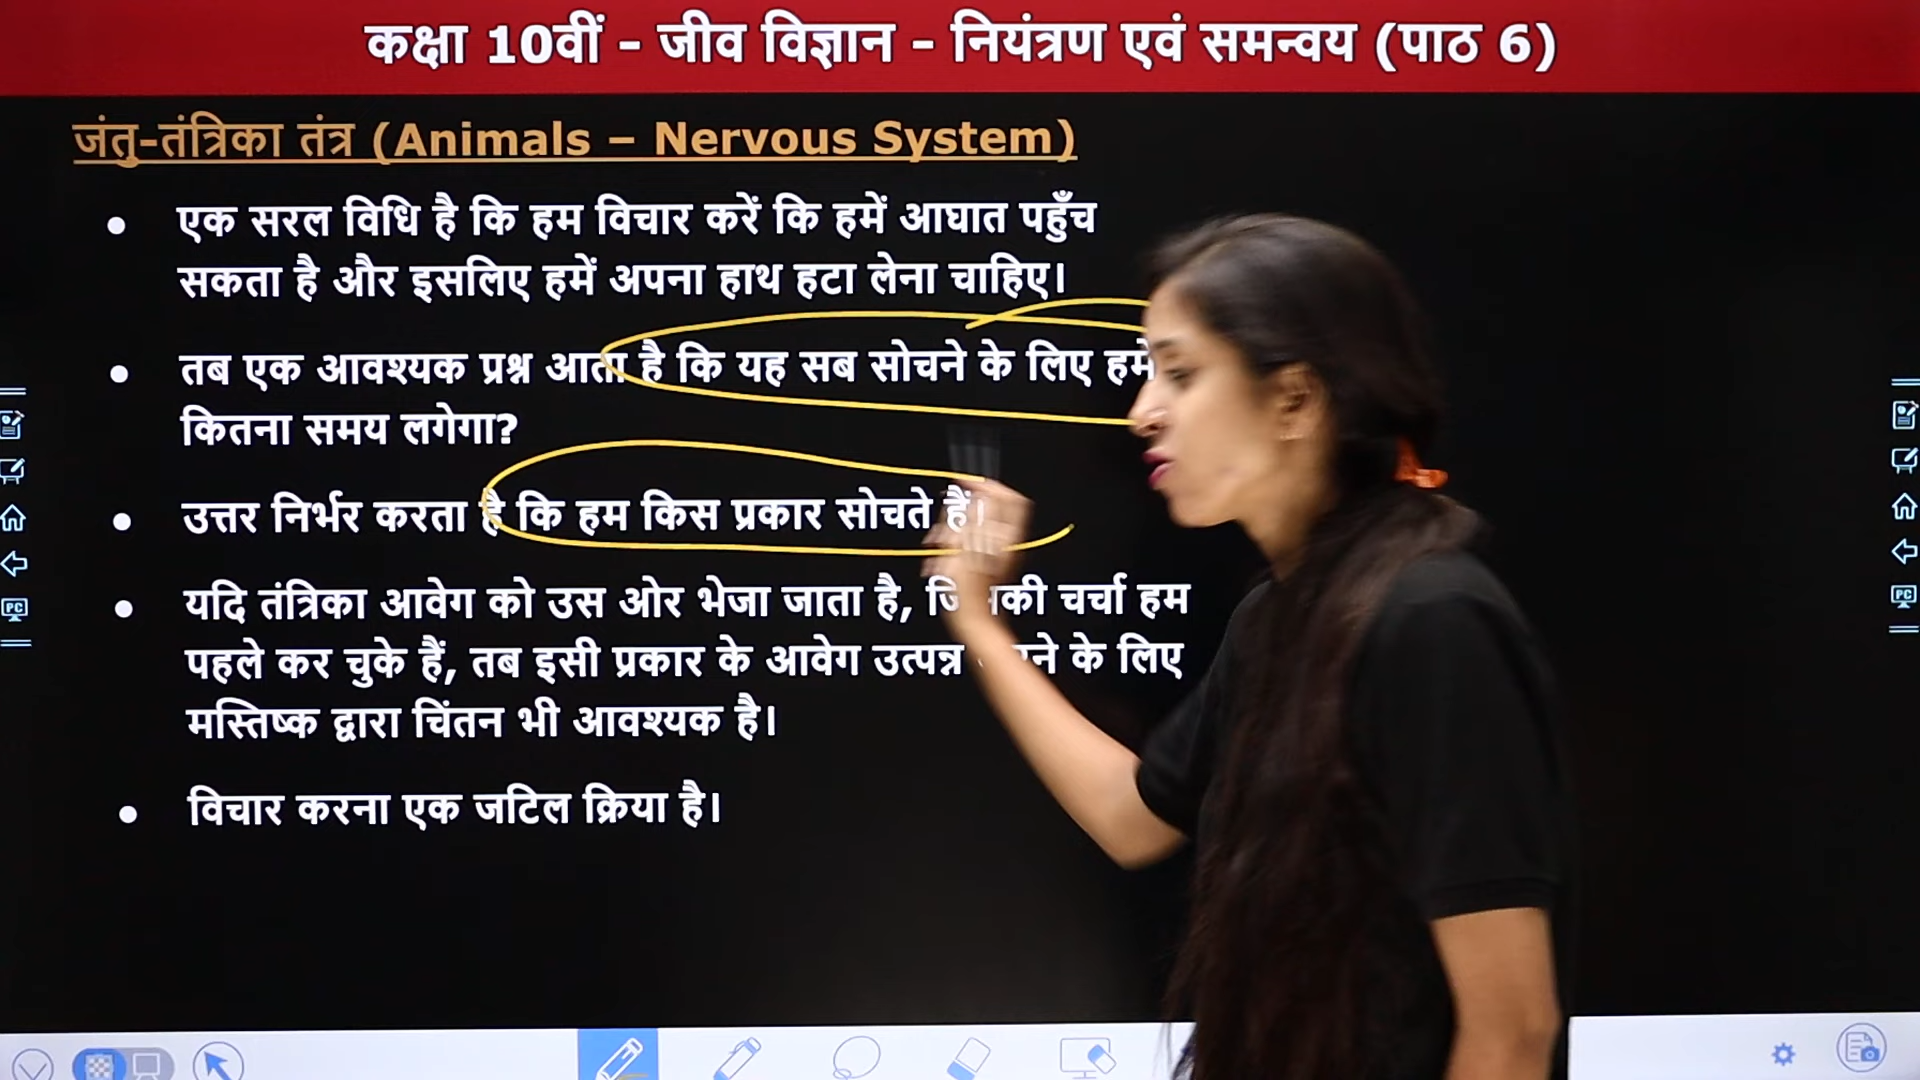 कक्षा 10वीं - जीव विज्ञान - नियंत्रण एवं समन्वय (पाठ 6)
जंतु-तंत्रिका तंत्र (Animals – Nervous System)
• एक सरल विधि है कि हम विचार करें कि हमें आघात पहुँच
सकता है और इसलिए हमें अपना हाथ हटा लेना चाहिए।
• तब एक आवश्यक प्रश्न आता है कि यह सब सोचने के लिए हमें
कितना समय लगेगा?
• उत्तर निर्भर करता है कि हम किस प्रकार सोचते हैं।
• यदि तंत्रिका आवेग को उस ओर भेजा जाता है, चर्चा हम
पहले कर चुके हैं, तब इसी प्रकार के आवेग उत्पन्न के लिए
मस्तिष्क द्वारा चिंतन भी आवश्यक है।
• विचार करना एक जटिल क्रिया है।
PC
PC